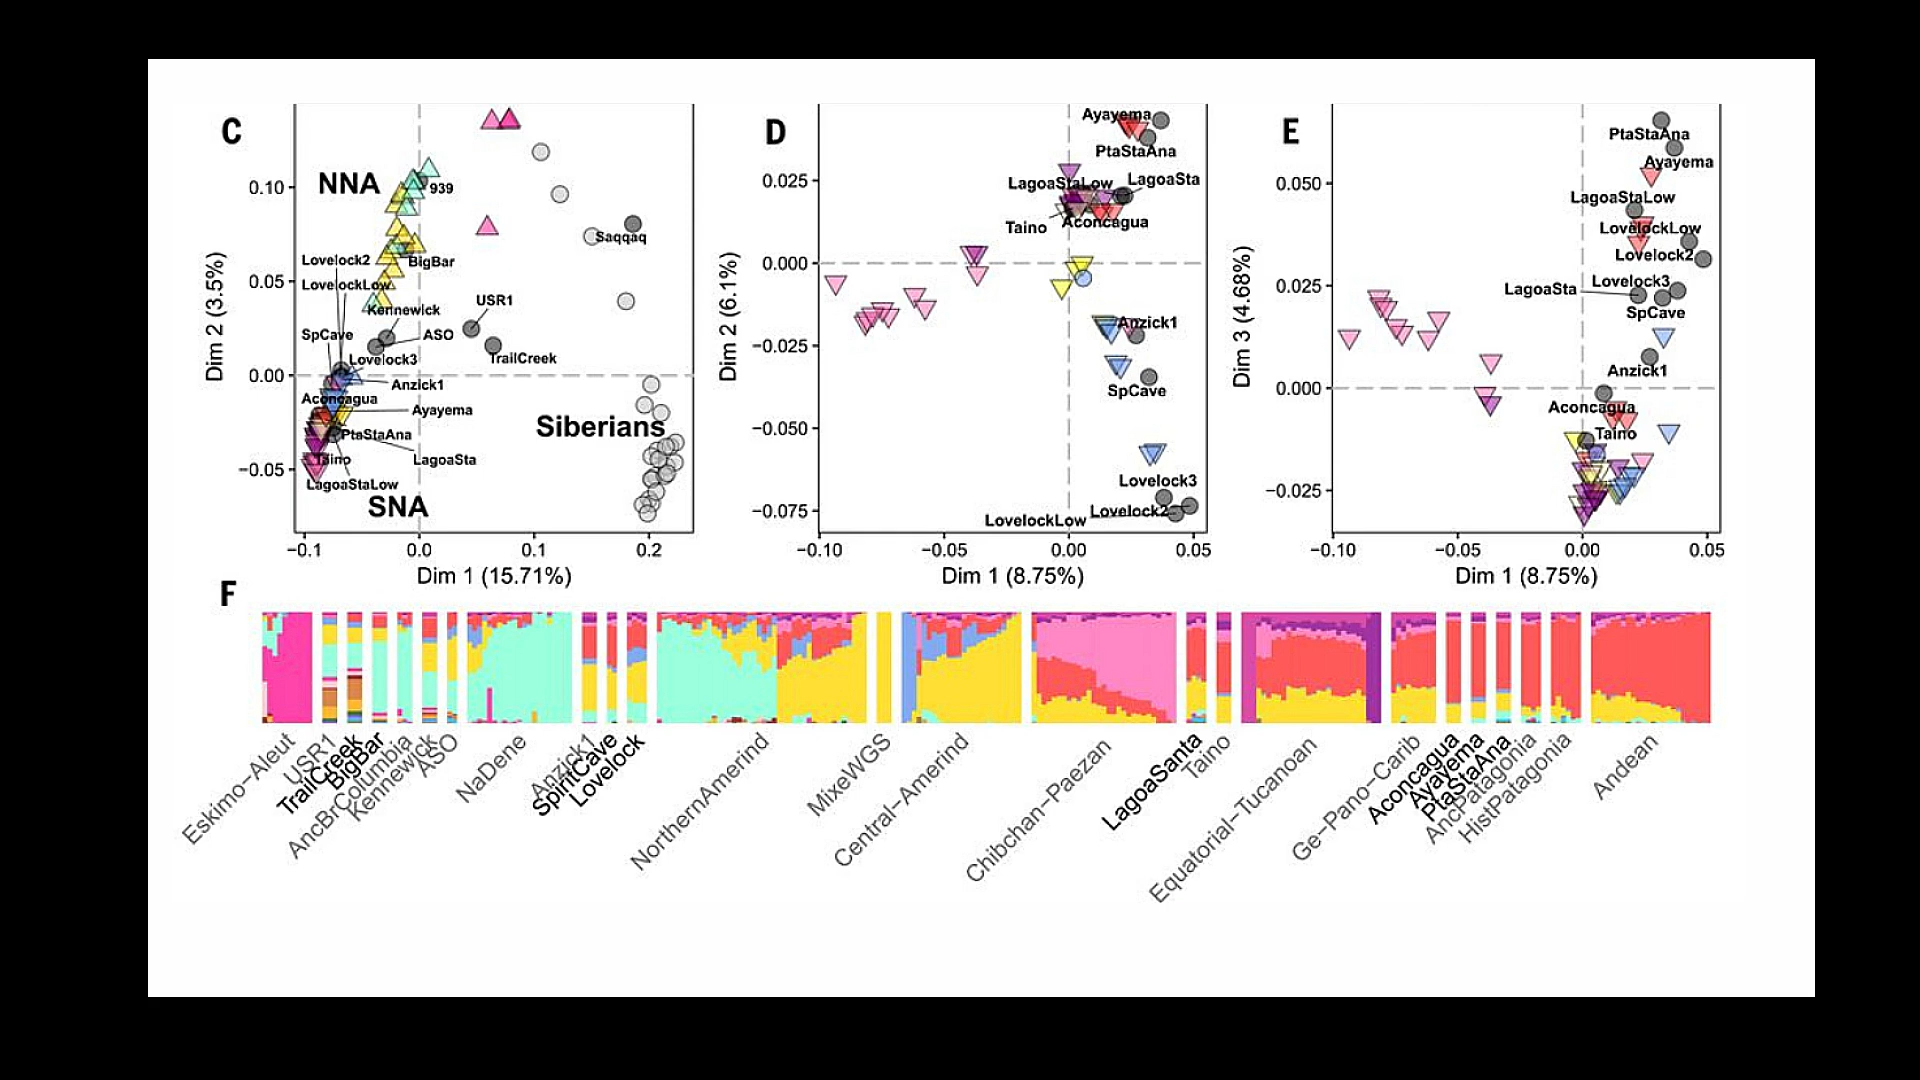 C
NNA
939
Saqqaq
BigBar
Lovelock2
LovelockLow
Kennewick
USR1
SpCave
ASO
Lovelock3
TrailCreek
Anzick1
Aconcagua
Ayayema
Siberians
PtaStaAna
Taino
LagoaSta
LagoaStaLow
SNA
0.10
0.05
0.00
−0.05
Dim 2 (3.5%)
−0.1 0.0 0.1 0.2
Dim 1 (15.71%)
D
Ayayema
PtaStaAna
LagoaStaLow
LagoaSta
Taino
Aconcagua
Anzick1
SpCave
Lovelock3
Lovelock2
LovelockLow
0.025
0.000
−0.025
−0.050
−0.075
Dim 2 (6.1%)
−0.10 −0.05 0.00 0.05
Dim 1 (8.75%)
E
PtaStaAna
Ayayema
LagoaStaLow
LovelockLow
Lovelock2
LagoaSta
Lovelock3
SpCave
Anzick1
Aconcagua
Taino
0.050
0.025
0.000
−0.025
Dim 3 (4.68%)
−0.10 −0.05 0.00 0.05
Dim 1 (8.75%)
F
Eskimo−Aleut
USR1
TrailCreek
BigBar
AncBrColumbia
Kennewick
ASO
NaDene
Anzick1
SpiritCave
Lovelock
NorthernAmerind
MixeWGS
Central−Amerind
Chibchan−Paezan
LagoaSanta
Taino
Equatorial−Tucanoan
Ge−Pano−Carib
Aconcagua
Ayayema
PtaStaAna
AncPatagonia
HistPatagonia
Andean